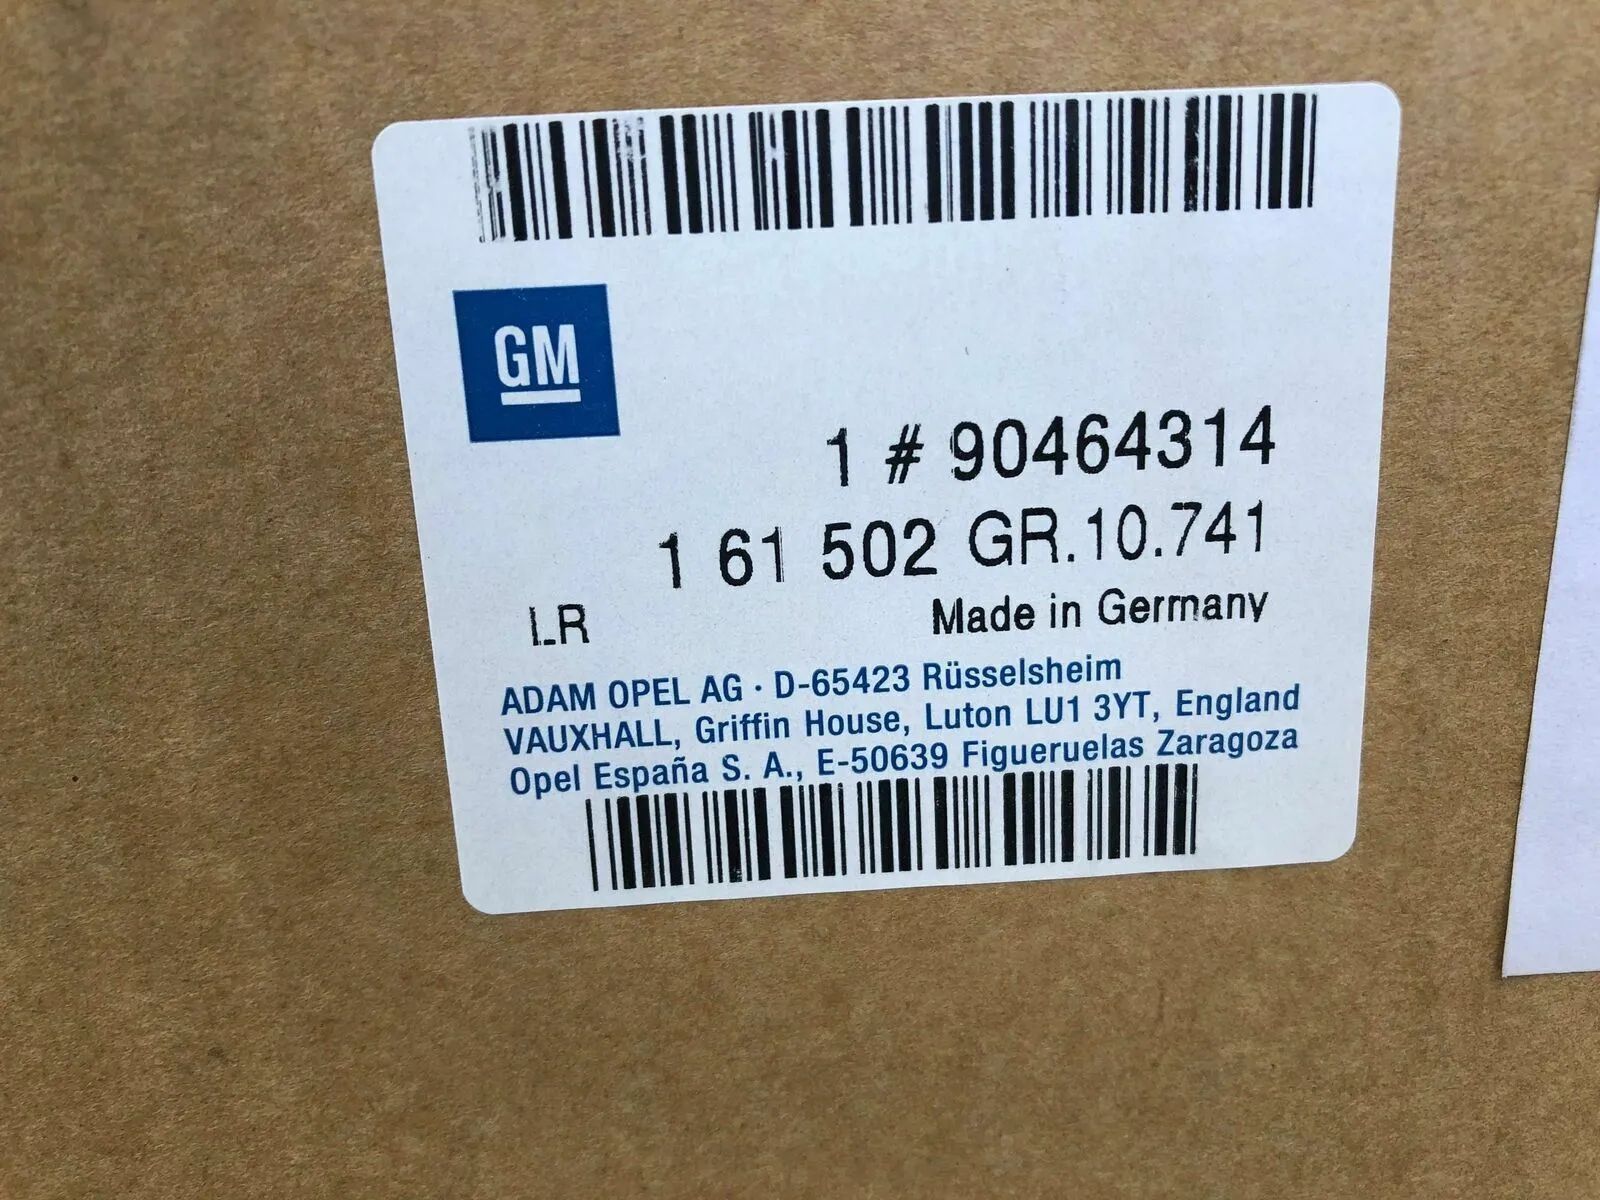 GM
1 # 90464314
1 61 502 GR.10.741
LR
Made in Germany
ADAM OPEL AG · D-65423 Rüsselsheim
VAUXHALL, Griffin House, Luton LU1 3YT, England
Opel España S. A., E-50639 Figueruelas Zaragoza